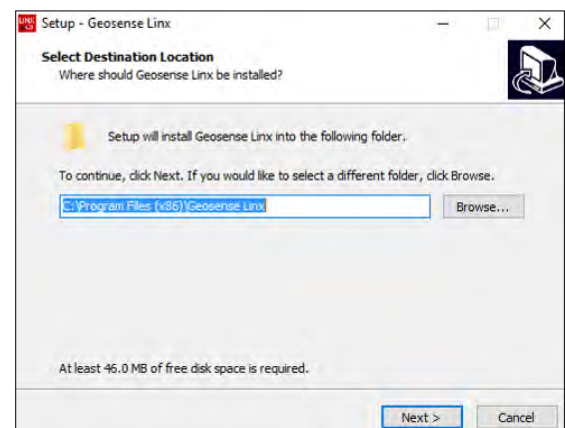 Setup - Geosense Linx
Select Destination Location
Where should Geosense Linx be installed?
Setup will install Geosense Linx into the following folder.
To continue, click Next. If you would like to select a different folder, click Browse.
C:\Program Files (x86)\Geosense Linx
Browse...
At least 46.0 MB of free disk space is required.
Next >
Cancel